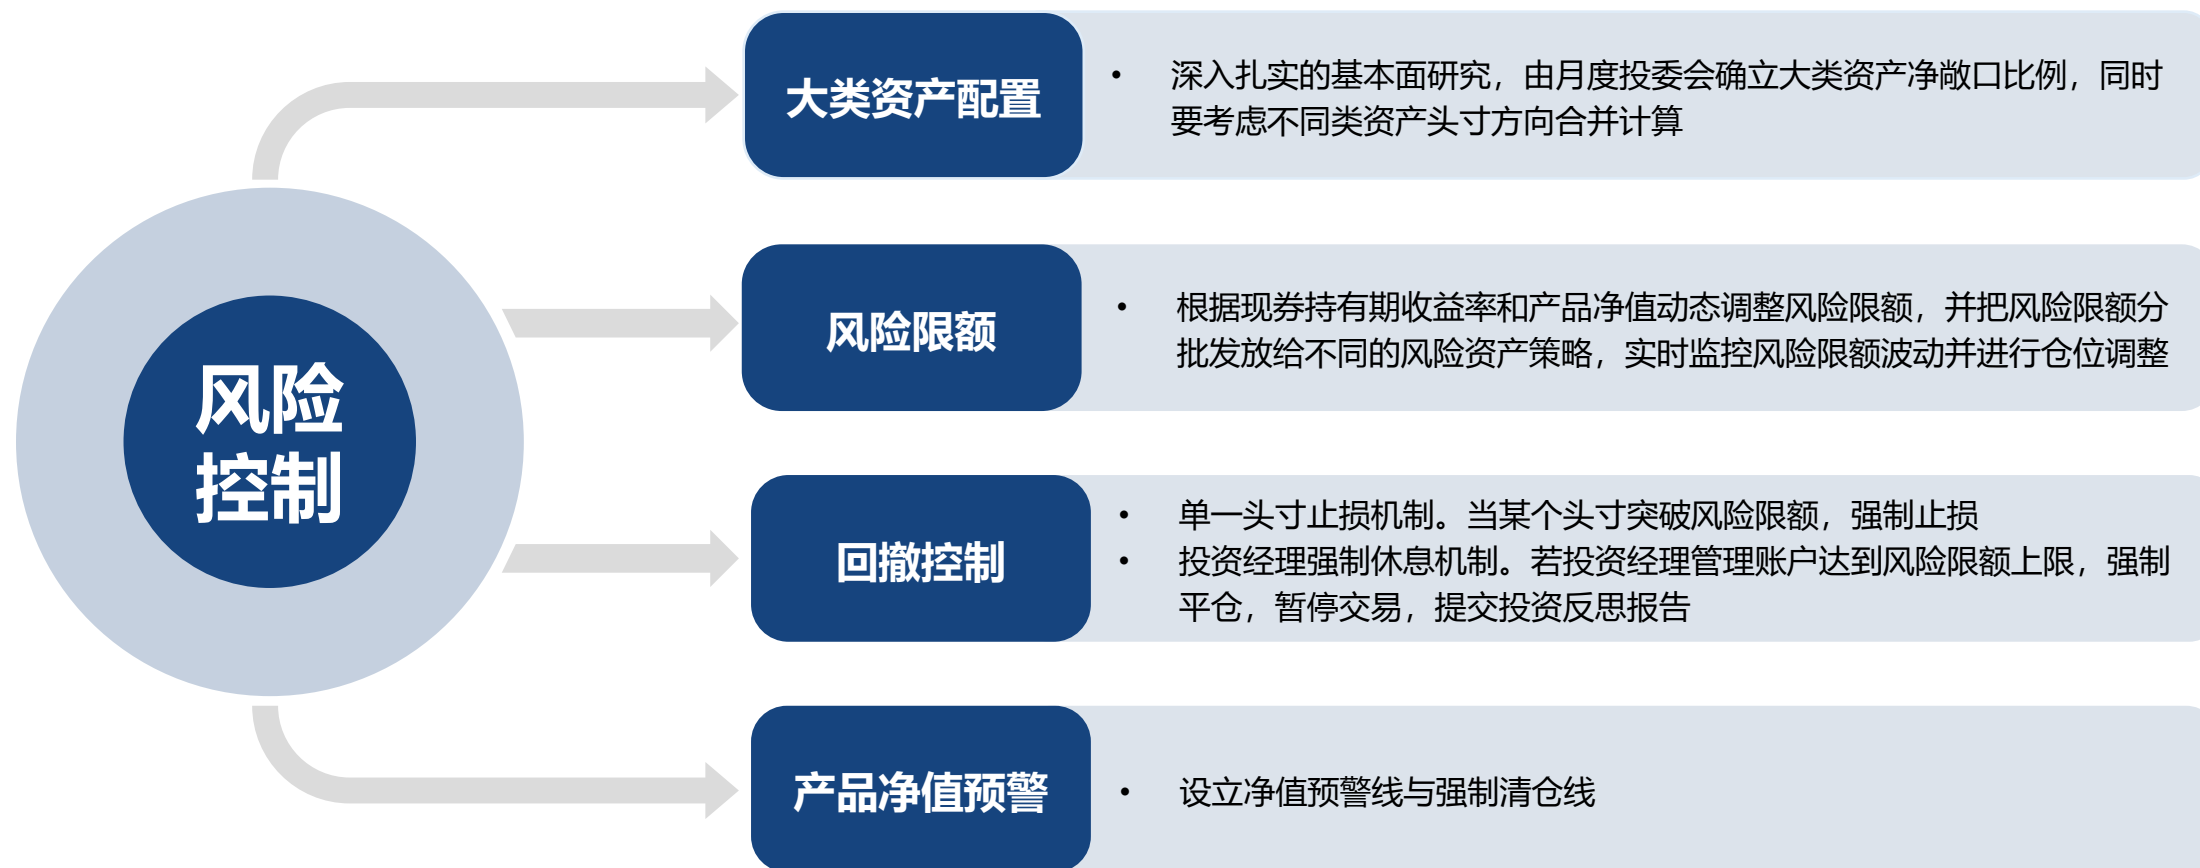 风险
控制
大类资产配置
• 深入扎实的基本面研究，由月度投委会确立大类资产净敞口比例，同时
要考虑不同类资产头寸方向合并计算
风险限额
• 根据现券持有期收益率和产品净值动态调整风险限额，并把风险限额分
批发放给不同的风险资产策略，实时监控风险限额波动并进行仓位调整
回撤控制
• 单一头寸止损机制。当某个头寸突破风险限额，强制止损
• 投资经理强制休息机制。若投资经理管理账户达到风险限额上限，强制
平仓，暂停交易，提交投资反思报告
产品净值预警
• 设立净值预警线与强制清仓线